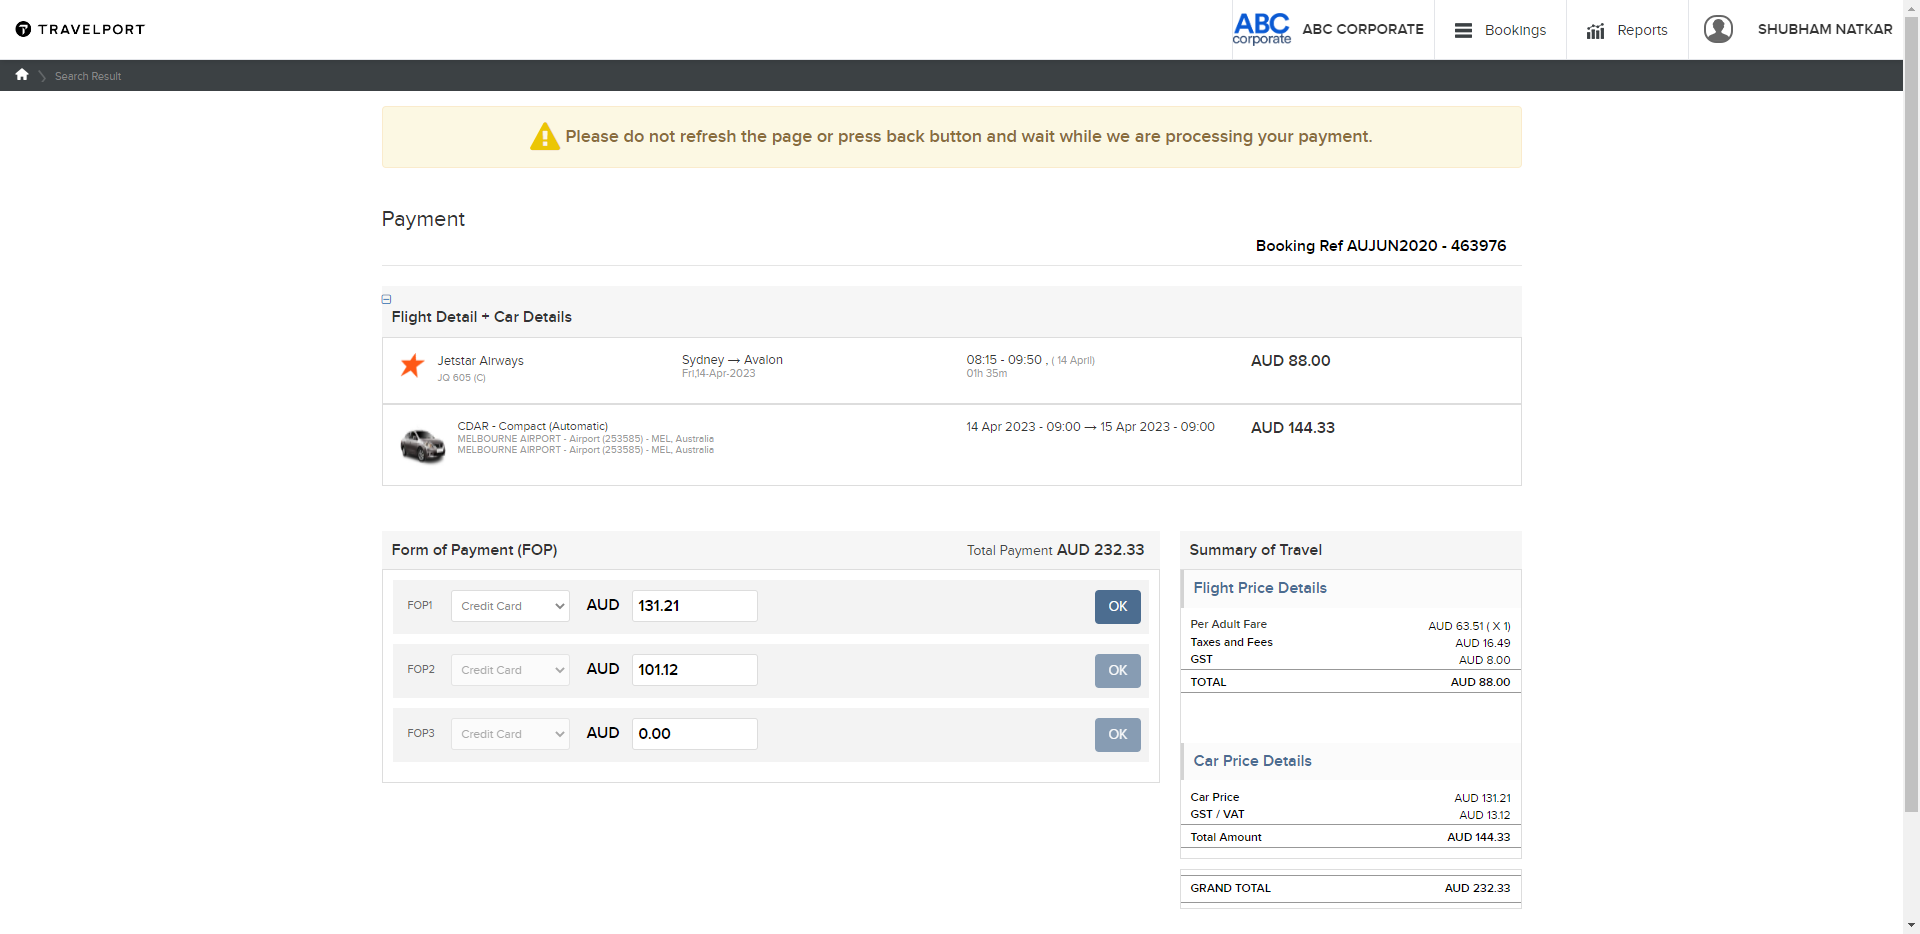 TRAVELPORT
ABC
corporate
ABC CORPORATE
Bookings
Reports
SHUBHAM NATKAR
Search Result
Please do not refresh the page or press back button and wait while we are processing your payment.
Payment
Booking Ref AUJUN2020 - 463976
Flight Detail + Car Details
Jetstar Airways Sydney → Avalon 08:15 - 09:50 , ( 14 April) AUD 88.00
JQ 605 (C) Fri,14-Apr-2023 01h 35m
CDAR - Compact (Automatic) 14 Apr 2023 - 09:00 → 15 Apr 2023 - 09:00 AUD 144.33
MELBOURNE AIRPORT - Airport (253585) - MEL, Australia
MELBOURNE AIRPORT - Airport (253585) - MEL, Australia
Form of Payment (FOP) Total Payment AUD 232.33
FOP1 Credit Card AUD 131.21 OK
FOP2 Credit Card AUD 101.12 OK
FOP3 Credit Card AUD 0.00 OK
Summary of Travel
Flight Price Details
Per Adult Fare AUD 63.51 ( X 1)
Taxes and Fees AUD 16.49
GST AUD 8.00
TOTAL AUD 88.00
Car Price Details
Car Price AUD 131.21
GST / VAT AUD 13.12
Total Amount AUD 144.33
GRAND TOTAL AUD 232.33